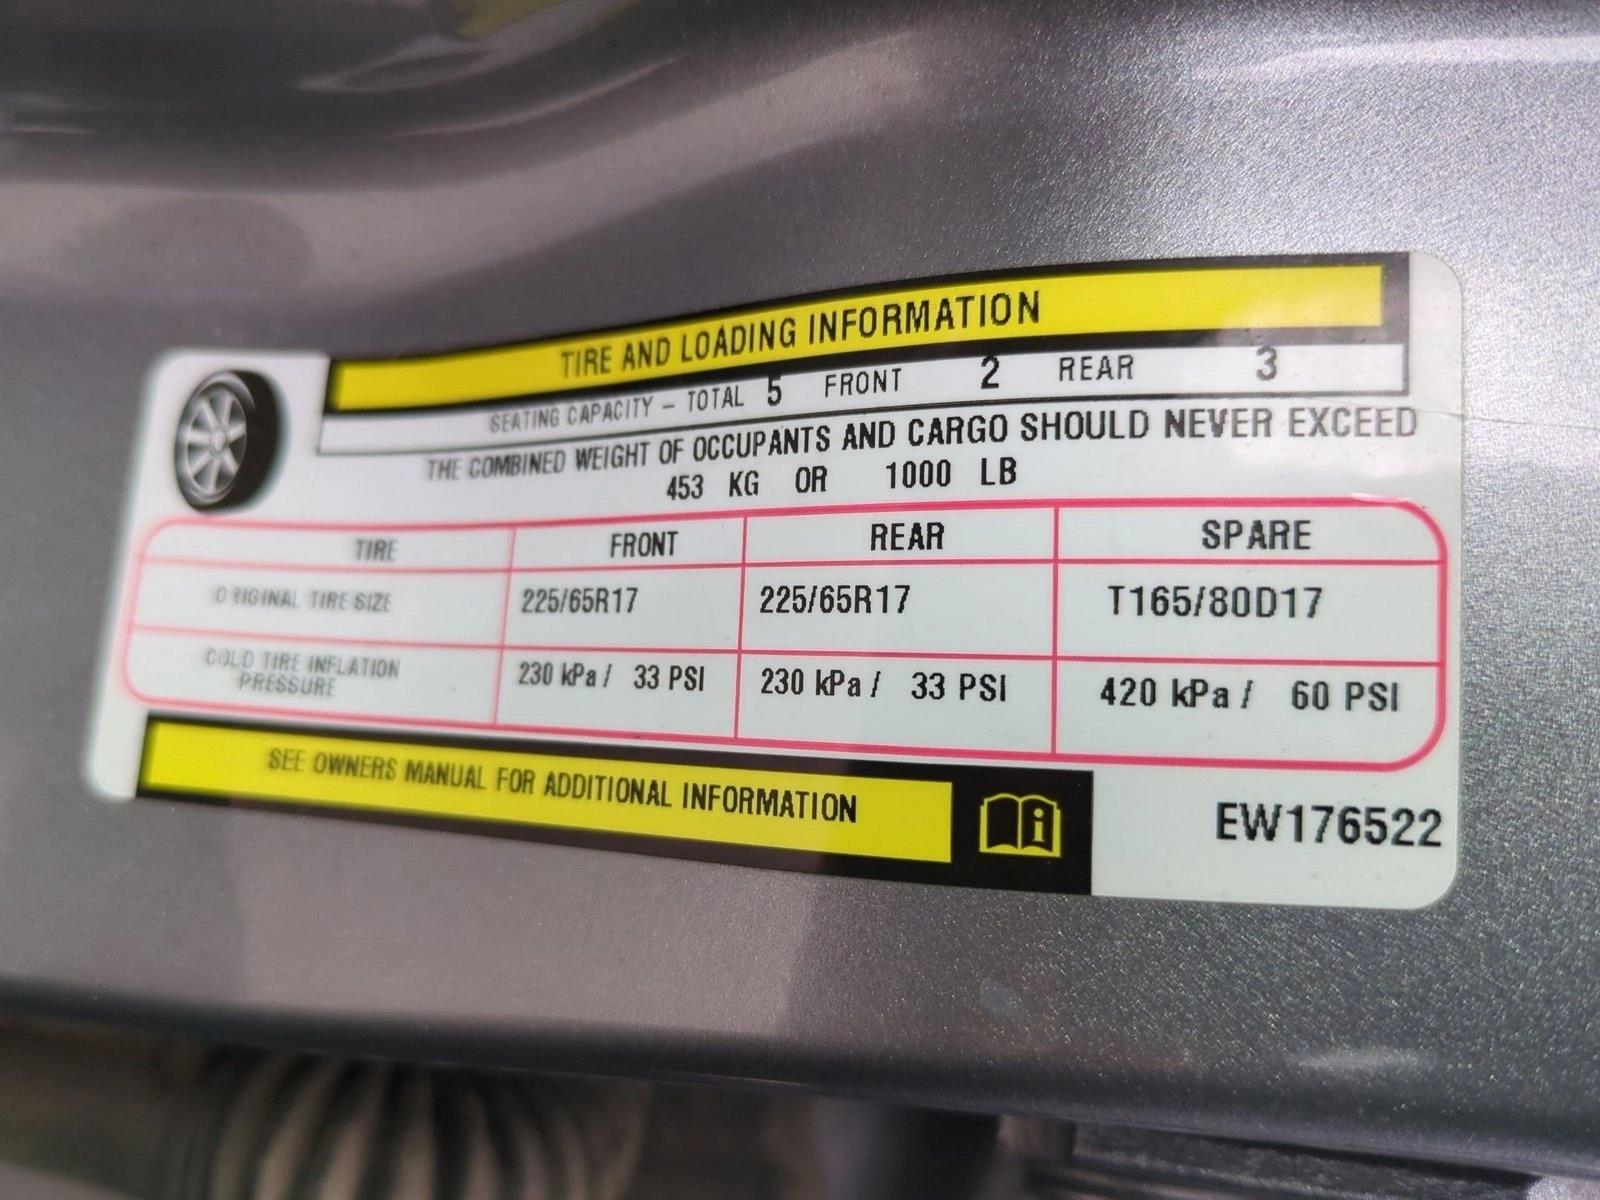 TIRE AND LOADING INFORMATION
SEATING CAPACITY – TOTAL 5 FRONT 2 REAR 3
THE COMBINED WEIGHT OF OCCUPANTS AND CARGO SHOULD NEVER EXCEED
453 KG OR 1000 LB
TIRE FRONT REAR SPARE
ORIGINAL TIRE SIZE 225/65R17 225/65R17 T165/80D17
COLD TIRE INFLATION PRESSURE 230 kPa / 33 PSI 230 kPa / 33 PSI 420 kPa / 60 PSI
SEE OWNERS MANUAL FOR ADDITIONAL INFORMATION
EW176522